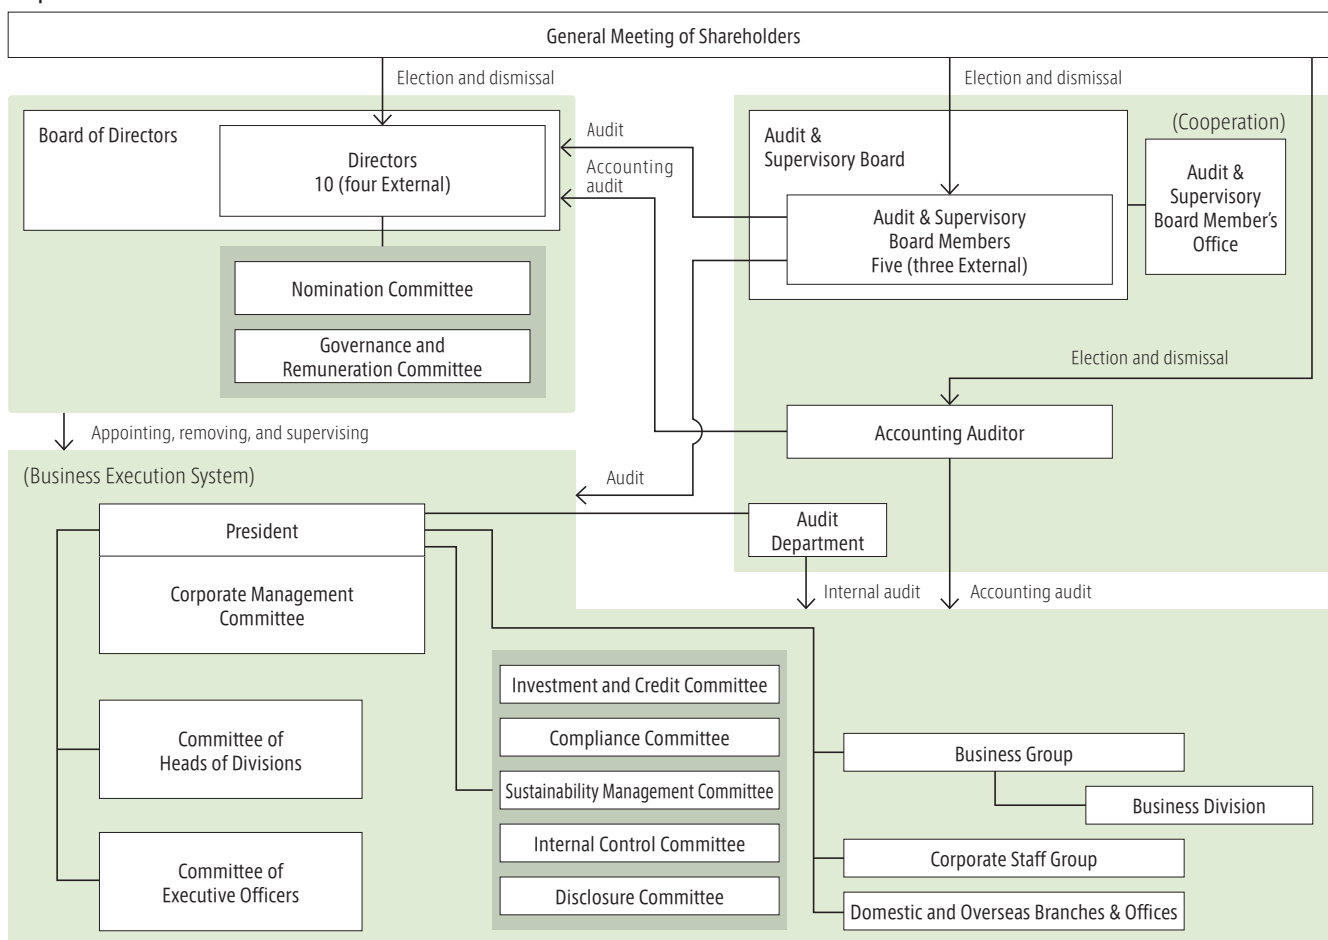 General Meeting of Shareholders
Election and dismissal
Election and dismissal
Board of Directors
Directors
10 (four External)
Audit
Accounting
audit
Audit &
Supervisory Board
(Cooperation)
Audit & Supervisory
Board Members
Five (three External)
Audit &
Supervisory
Board Member's
Office
Nomination Committee
Governance and
Remuneration Committee
Election and dismissal
Appointing, removing, and supervising
Accounting Auditor
(Business Execution System)
Audit
President
Audit
Department
Corporate Management
Committee
Internal audit
Accounting audit
Investment and Credit Committee
Compliance Committee
Sustainability Management Committee
Internal Control Committee
Disclosure Committee
Committee of
Heads of Divisions
Committee of
Executive Officers
Business Group
Business Division
Corporate Staff Group
Domestic and Overseas Branches & Offices